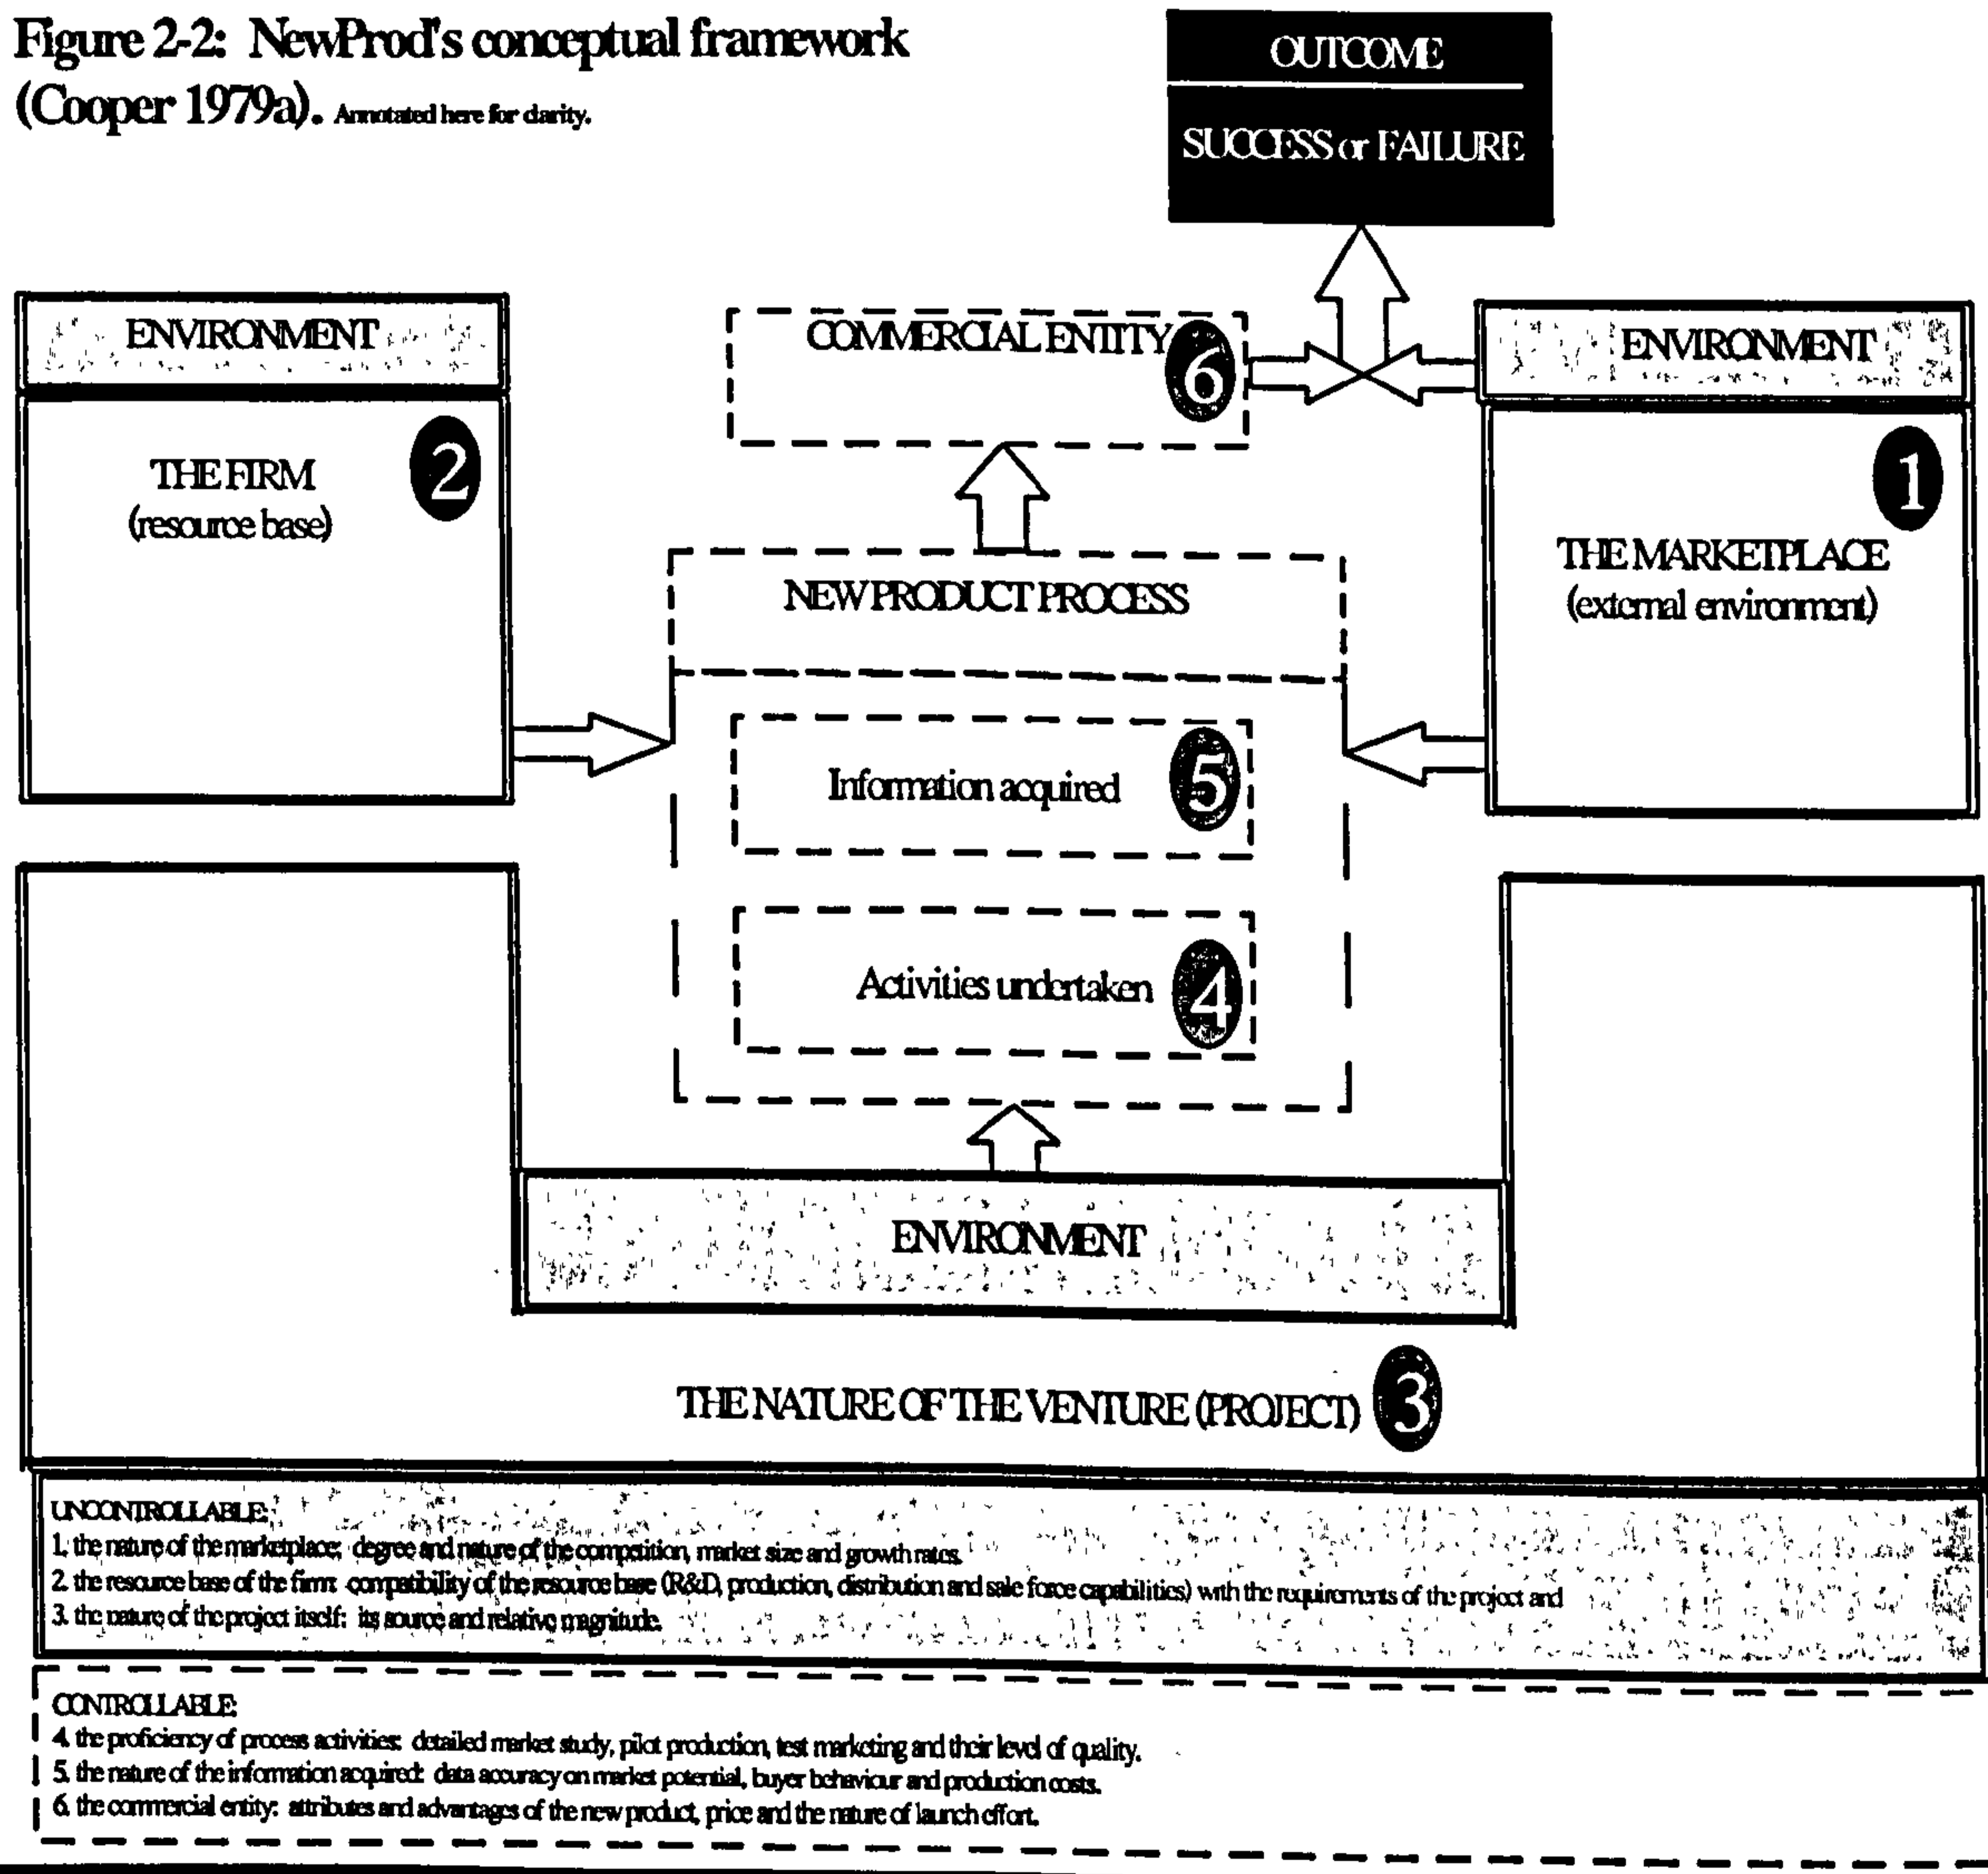 Figure 2-2: NewProd's conceptual framework
(Cooper 1979a). Annotated here for clarity.
OUTCOME
SUCCESS or FAILURE
ENVIRONMENT
THE FIRM
(resource base)
2
COMMERCIAL ENTITY
6
ENVIRONMENT
1
THE MARKETPLACE
(external environment)
NEW PRODUCT PROCESS
Information acquired
5
Activities undertaken
4
ENVIRONMENT
THE NATURE OF THE VENTURE (PROJECT)
3
UNCONTROLLABLE:
1. the nature of the marketplace; degree and nature of the competition, market size and growth rates.
2. the resource base of the firm: compatibility of the resource base (R&D, production, distribution and sale force capabilities) with the requirements of the project and
3. the nature of the project itself: its source and relative magnitude.
CONTROLLABLE:
4. the proficiency of process activities: detailed market study, pilot production, test marketing and their level of quality.
5. the nature of the information acquired: data accuracy on market potential, buyer behaviour and production costs.
6. the commercial entity: attributes and advantages of the new product, price and the nature of launch effort.